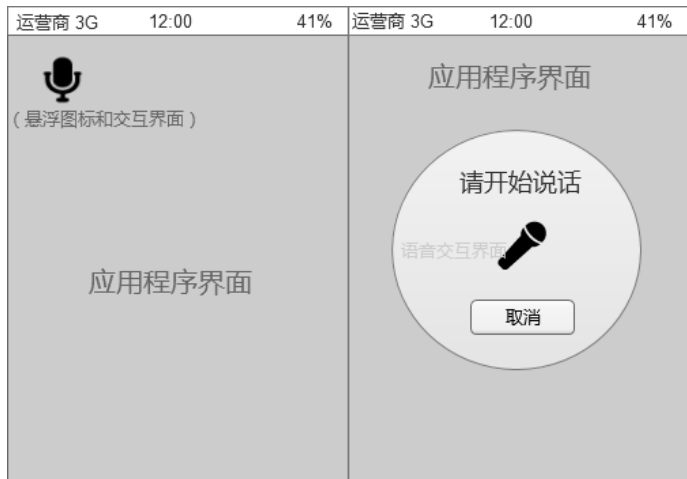 运营商 3G 12:00 41%
（悬浮图标和交互界面）
应用程序界面
运营商 3G 12:00 41%
应用程序界面
请开始说话
语音交互界面
取消